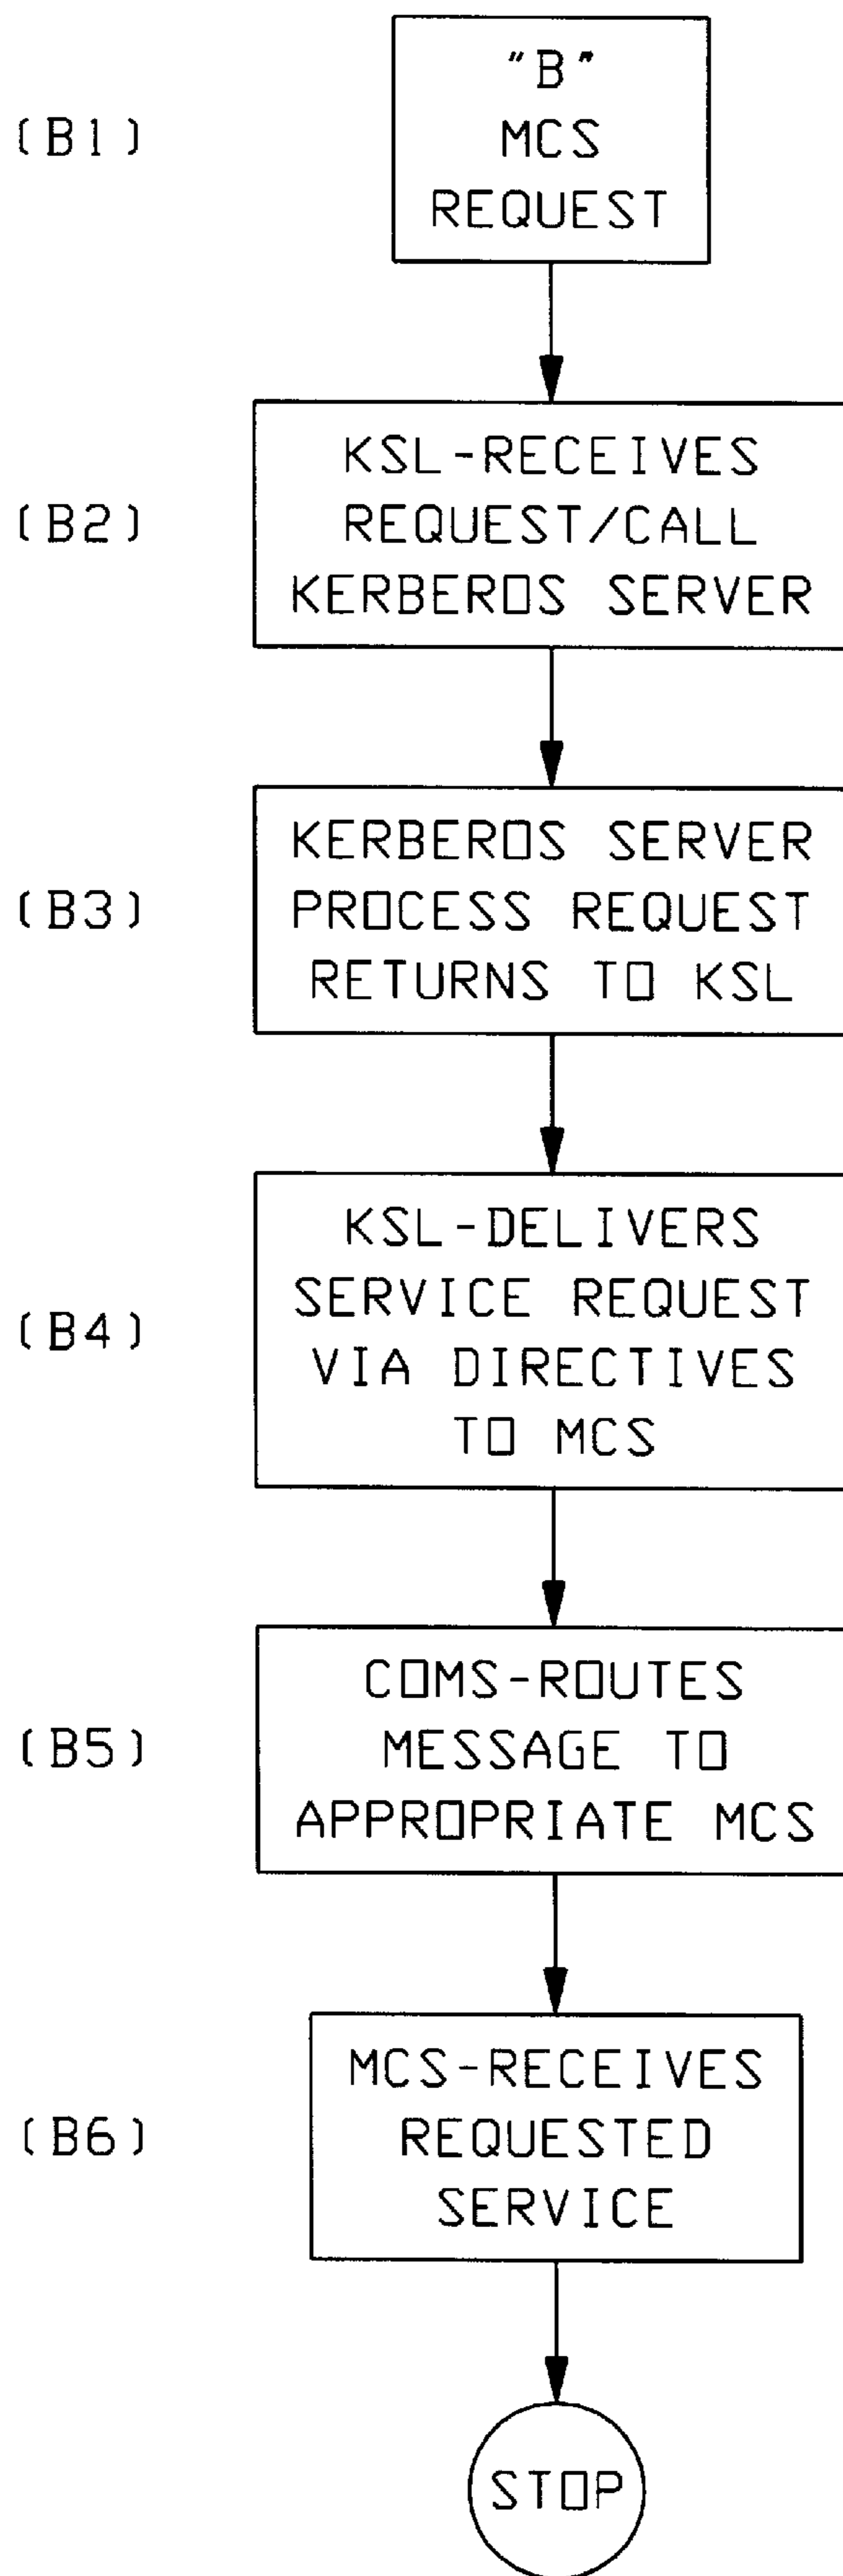 (B1)
"B"
MCS
REQUEST
(B2)
KSL-RECEIVES
REQUEST/CALL
KERBEROS SERVER
(B3)
KERBEROS SERVER
PROCESS REQUEST
RETURNS TO KSL
(B4)
KSL-DELIVERS
SERVICE REQUEST
VIA DIRECTIVES
TO MCS
(B5)
COMS-ROUTES
MESSAGE TO
APPROPRIATE MCS
(B6)
MCS-RECEIVES
REQUESTED
SERVICE
STOP